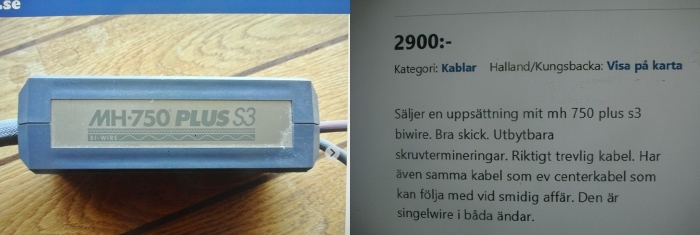 .se
MH-750 PLUS S3
BI-WIRE
2900:-
Kategori: Kablar Halland/Kungsbacka: Visa på karta
Säljer en uppsättning mit mh 750 plus s3
biwire. Bra skick. Utbytbara
skruvtermineringar. Riktigt trevlig kabel. Har
även samma kabel som ev centerkabel som
kan följa med vid smidig affär. Den är
singelwire i båda ändar.